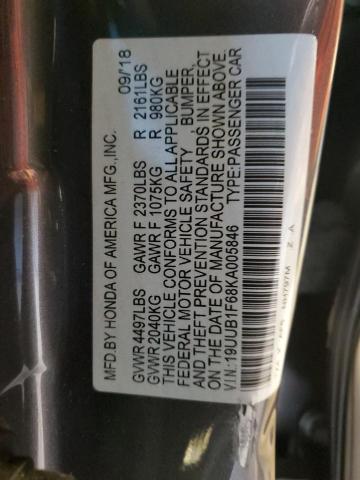 MFD.BY HONDA OF AMERICA MFG.,INC. 09/18
GVWR 4497LBS GAWR F 2370LBS R 2161LBS
GVWR 2040KG GAWR F 1075KG R 980KG
THIS VEHICLE CONFORMS TO ALL APPLICABLE
FEDERAL MOTOR VEHICLE SAFETY , BUMPER,
AND THEFT PREVENTION STANDARDS IN EFFECT
ON THE DATE OF MANUFACTURE SHOWN ABOVE.
VIN: 19UUB1F68KA005846 TYPE:PASSENGER CAR
NH797M Z A